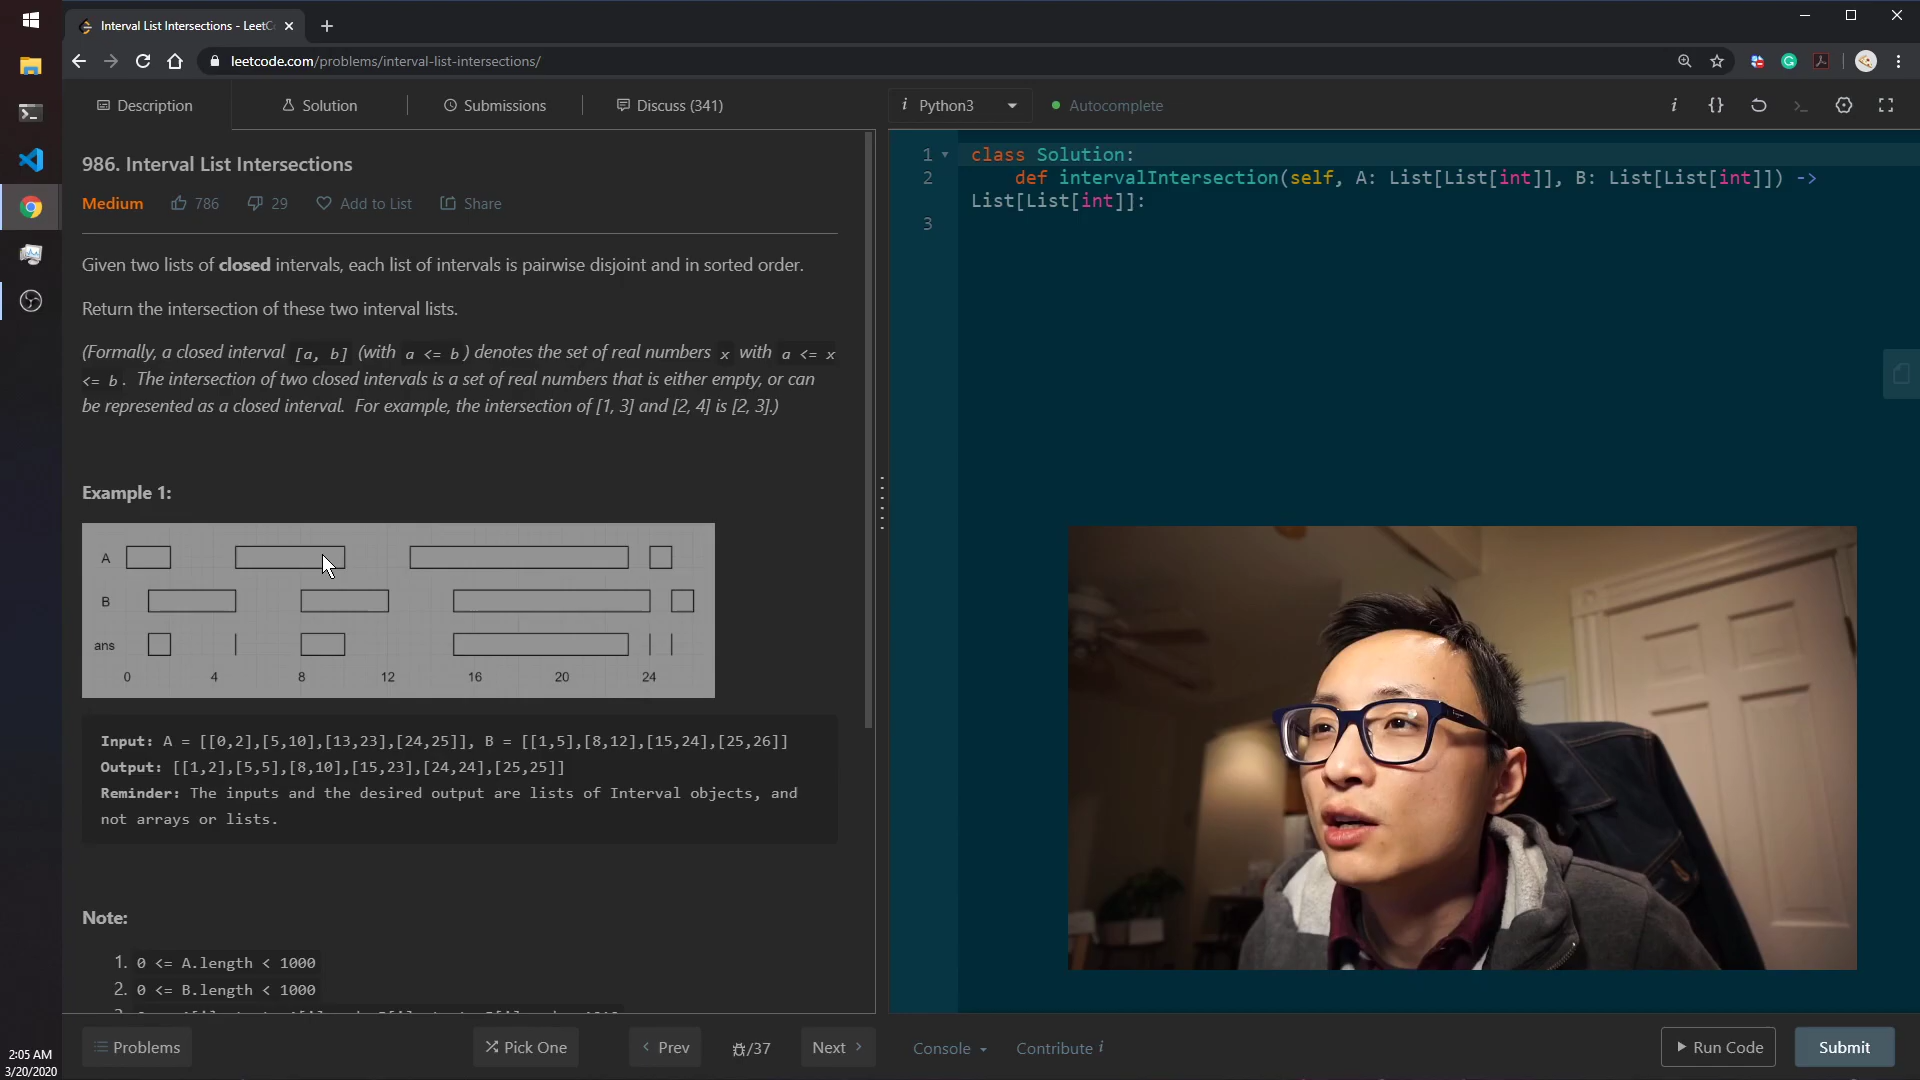 Interval List Intersections - LeetC
leetcode.com/problems/interval-list-intersections/
Description
Solution
Submissions
Discuss (341)
i Python3
Autocomplete
i {} >_
986. Interval List Intersections
Medium 786 29 Add to List Share
Given two lists of closed intervals, each list of intervals is pairwise disjoint and in sorted order.
Return the intersection of these two interval lists.
(Formally, a closed interval [a, b] (with a <= b) denotes the set of real numbers x with a <= x
<= b. The intersection of two closed intervals is a set of real numbers that is either empty, or can
be represented as a closed interval. For example, the intersection of [1, 3] and [2, 4] is [2, 3].)
Example 1:
A
B
ans
0 4 8 12 16 20 24
Input: A = [[0,2],[5,10],[13,23],[24,25]], B = [[1,5],[8,12],[15,24],[25,26]]
Output: [[1,2],[5,5],[8,10],[15,23],[24,24],[25,25]]
Reminder: The inputs and the desired output are lists of Interval objects, and
not arrays or lists.
Note:
1. 0 <= A.length < 1000
2. 0 <= B.length < 1000
1 class Solution:
2 def intervalIntersection(self, A: List[List[int]], B: List[List[int]]) ->
List[List[int]]:
3
Problems
Pick One
< Prev
/37
Next >
Console
Contribute i
Run Code
Submit
2:05 AM
3/20/2020